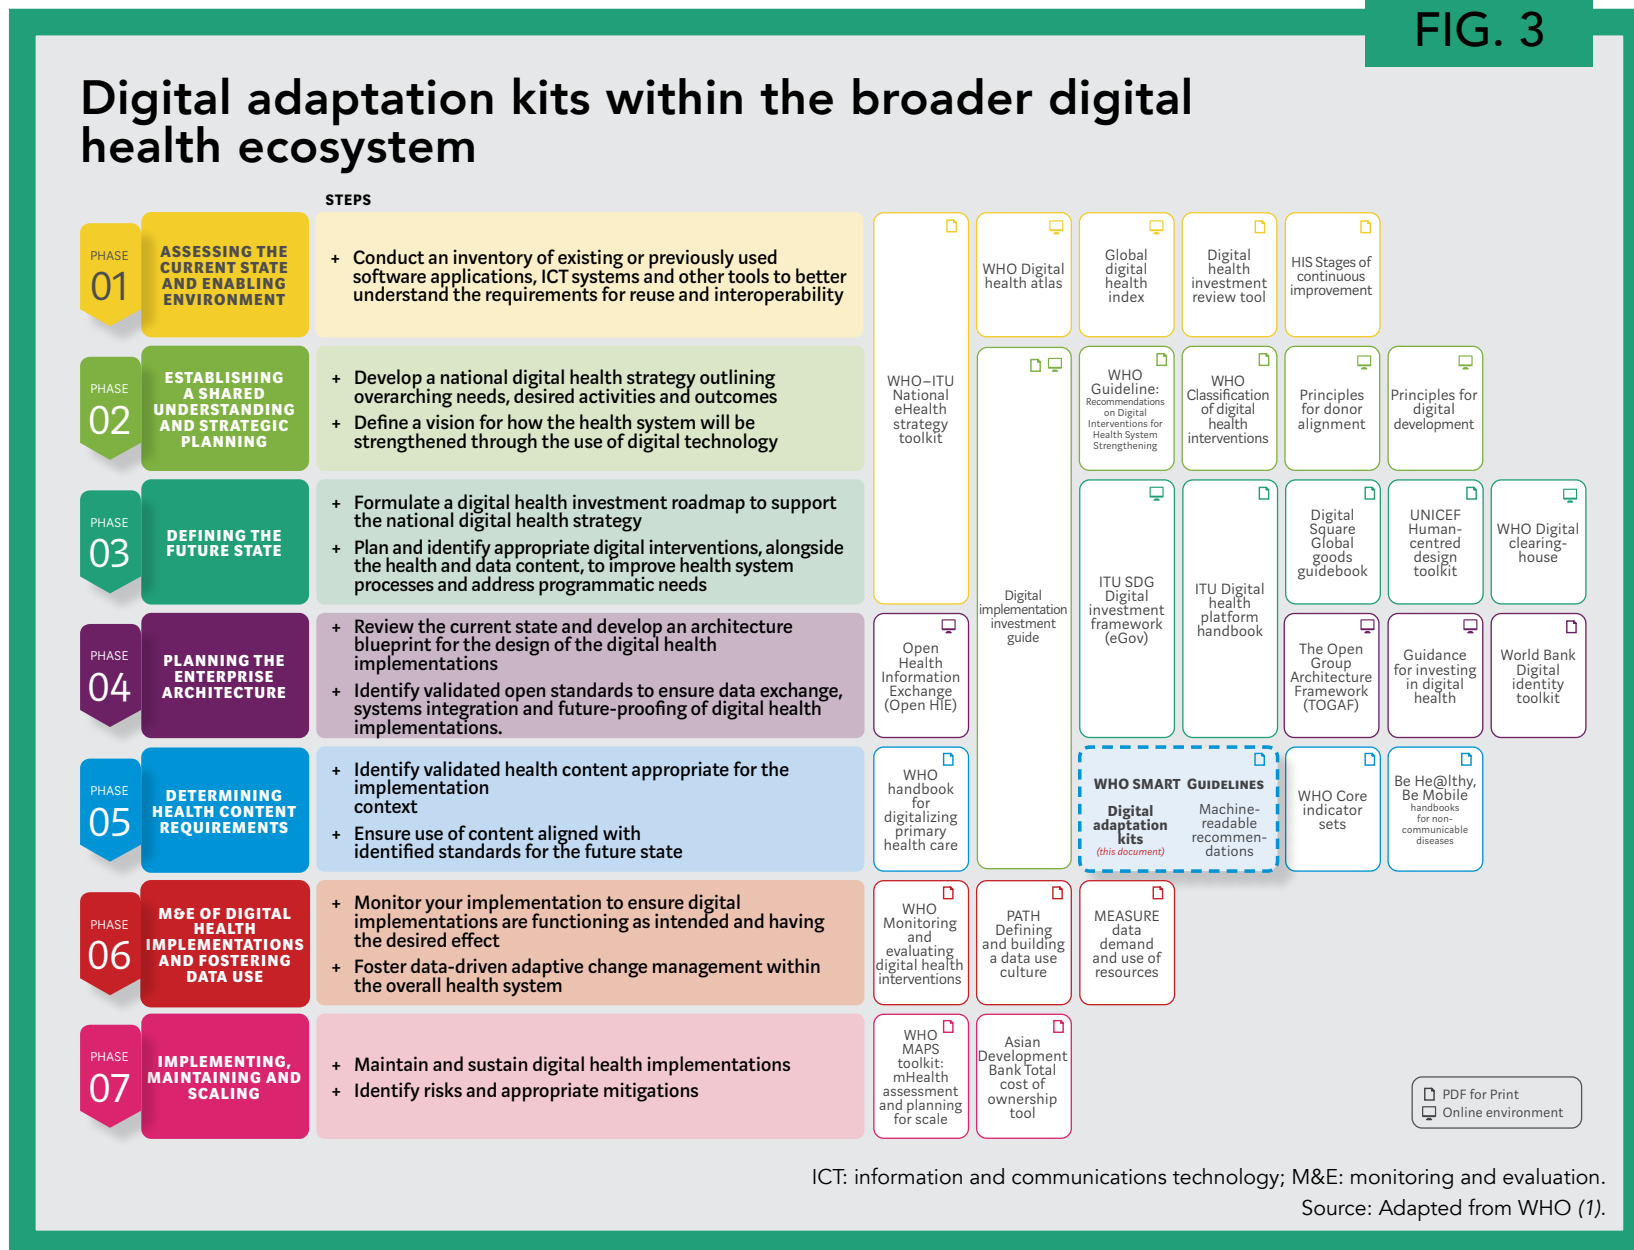 FIG. 3
Digital adaptation kits within the broader digital
health ecosystem
STEPS
PHASE
01
ASSESSING THE
CURRENT STATE
AND ENABLING
ENVIRONMENT
+ Conduct an inventory of existing or previously used
software applications, ICT systems and other tools to better
understand the requirements for reuse and interoperability
WHO–ITU
National
eHealth
strategy
toolkit
WHO Digital
health atlas
Global
digital
health
index
Digital
health
investment
review tool
HIS Stages of
continuous
improvement
PHASE
02
ESTABLISHING
A SHARED
UNDERSTANDING
AND STRATEGIC
PLANNING
+ Develop a national digital health strategy outlining
overarching needs, desired activities and outcomes
+ Define a vision for how the health system will be
strengthened through the use of digital technology
Digital
implementation
investment
guide
WHO
Guideline:
Recommendations
on Digital
Interventions for
Health System
Strengthening
WHO
Classification
of digital
health
interventions
Principles
for donor
alignment
Principles for
digital
development
PHASE
03
DEFINING THE
FUTURE STATE
+ Formulate a digital health investment roadmap to support
the national digital health strategy
+ Plan and identify appropriate digital interventions, alongside
the health and data content, to improve health system
processes and address programmatic needs
ITU SDG
Digital
investment
framework
(eGov)
ITU Digital
health
platform
handbook
Digital
Square
Global
goods
guidebook
UNICEF
Human-
centred
design
toolkit
WHO Digital
clearing-
house
PHASE
04
PLANNING THE
ENTERPRISE
ARCHITECTURE
+ Review the current state and develop an architecture
blueprint for the design of the digital health
implementations
+ Identify validated open standards to ensure data exchange,
systems integration and future-proofing of digital health
implementations.
Open
Health
Information
Exchange
(Open HIE)
The Open
Group
Architecture
Framework
(TOGAF)
Guidance
for investing
in digital
health
World Bank
Digital
identity
toolkit
PHASE
05
DETERMINING
HEALTH CONTENT
REQUIREMENTS
+ Identify validated health content appropriate for the
implementation
context
+ Ensure use of content aligned with
identified standards for the future state
WHO
handbook
for
digitalizing
primary
health care
WHO SMART GUIDELINES
Digital
adaptation
kits
(this document)
Machine-
readable
recommen-
dations
WHO Core
indicator
sets
Be He@lthy,
Be Mobile
handbooks
for non-
communicable
diseases
PHASE
06
M&E OF DIGITAL
HEALTH
IMPLEMENTATIONS
AND FOSTERING
DATA USE
+ Monitor your implementation to ensure digital
implementations are functioning as intended and having
the desired effect
+ Foster data-driven adaptive change management within
the overall health system
WHO
Monitoring
and
evaluating
digital health
interventions
PATH
Defining
and building
a data use
culture
MEASURE
data
demand
and use of
resources
PHASE
07
IMPLEMENTING,
MAINTAINING AND
SCALING
+ Maintain and sustain digital health implementations
+ Identify risks and appropriate mitigations
WHO
MAPS
toolkit:
mHealth
assessment
and planning
for scale
Asian
Development
Bank Total
cost of
ownership
tool
PDF for Print
Online environment
ICT: information and communications technology; M&E: monitoring and evaluation.
Source: Adapted from WHO (1).